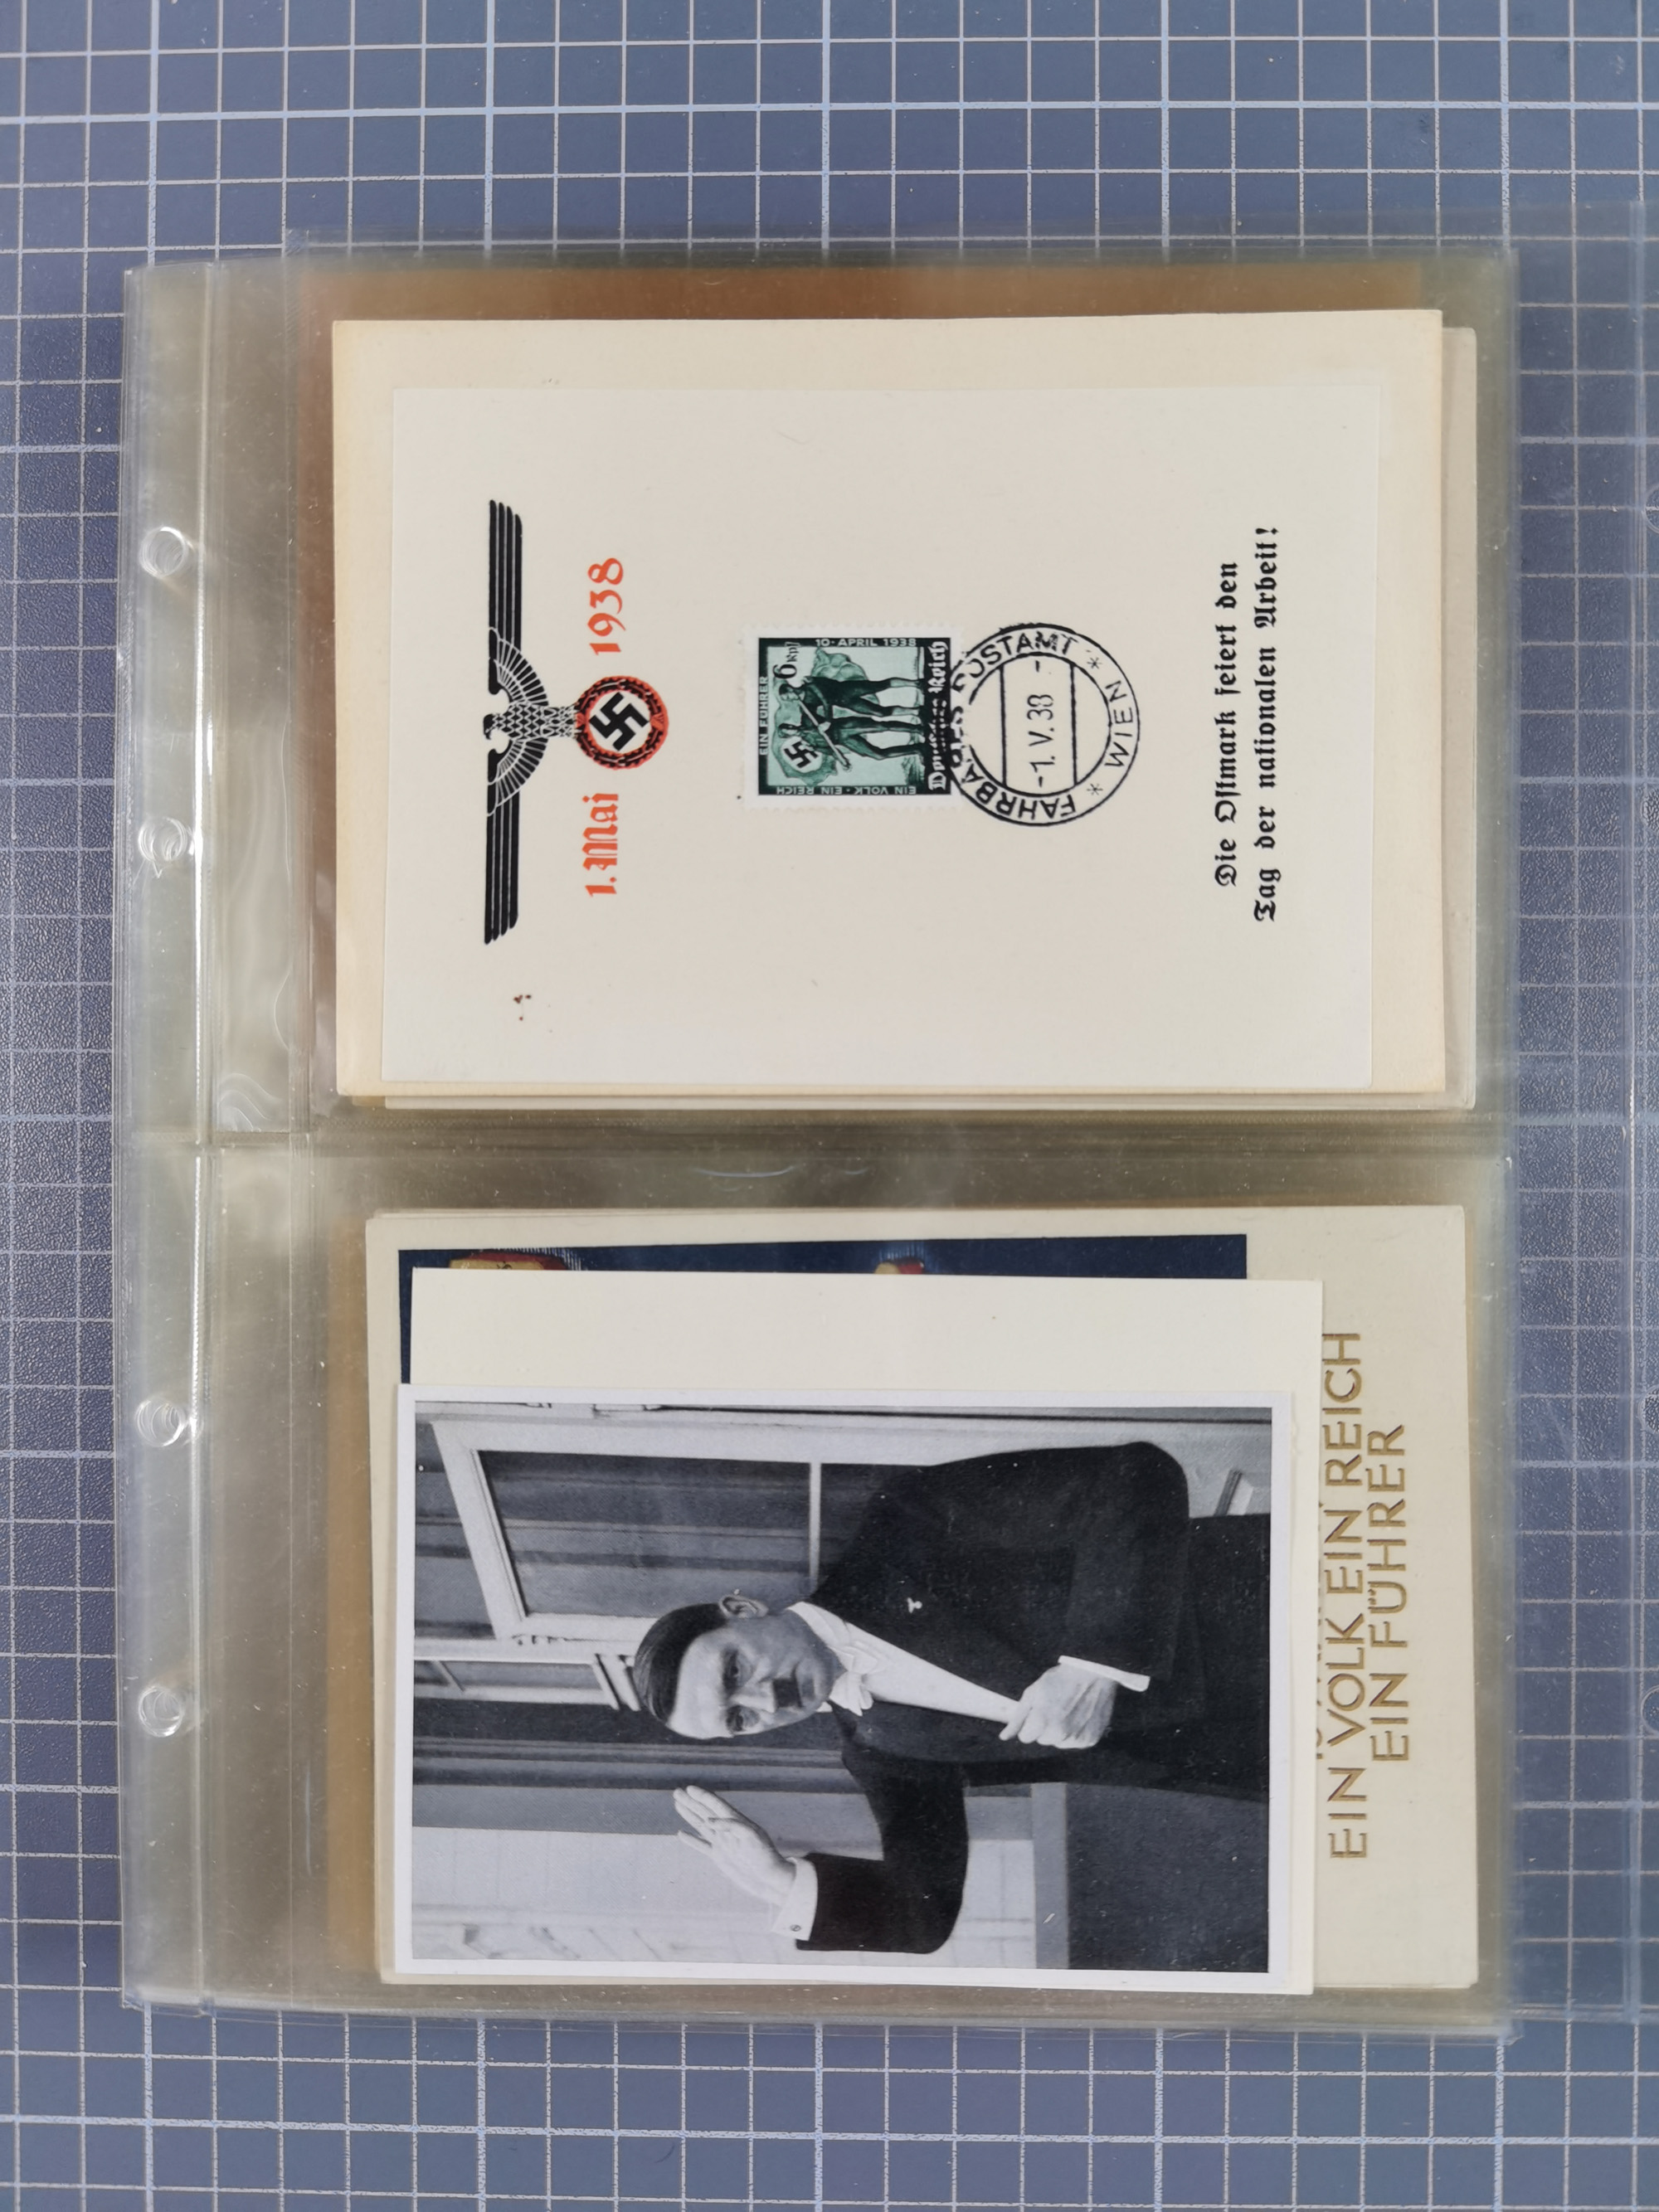 1. Mai 1938
EIN VOLK · EIN REICH
EIN FÜHRER
10 · APRIL 1938
6 Rpf
Deutsches Reich
FAHRBARES POSTAMT
-1. V. 38 -
* WIEN *
Die Ostmark feiert den
Tag der nationalen Arbeit!
EIN VOLK EIN REICH
EIN FÜHRER